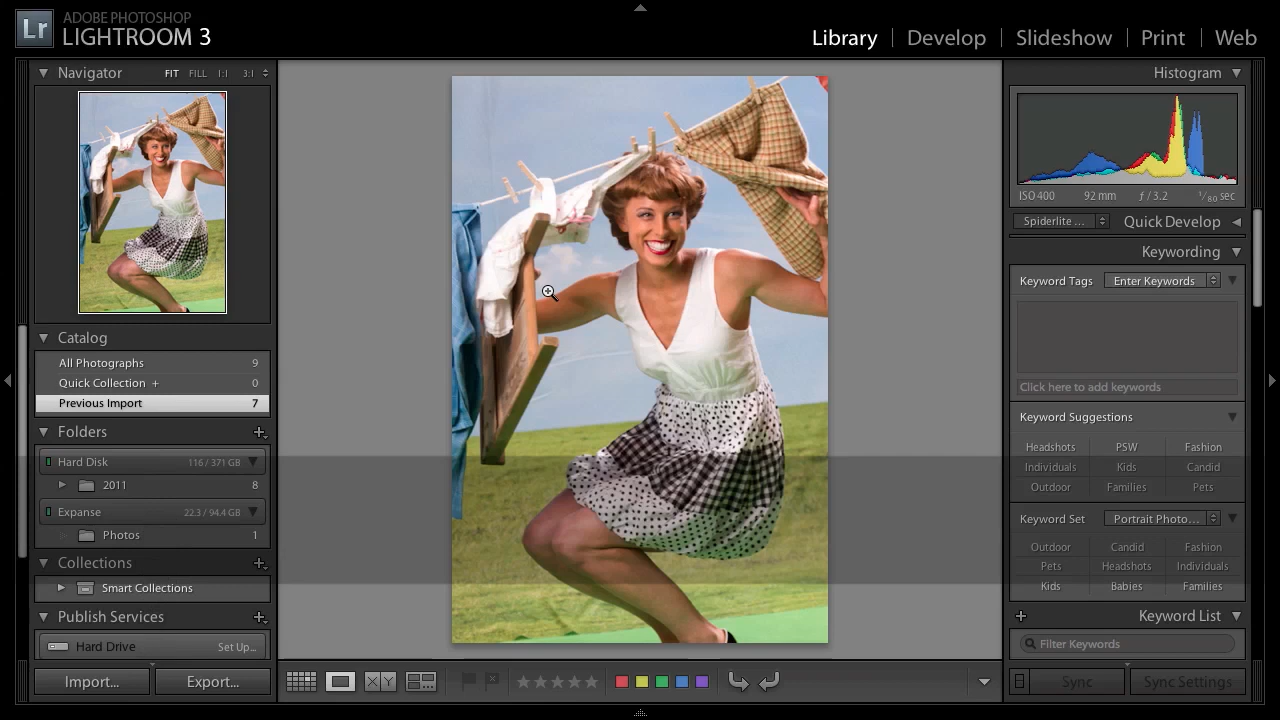 Lr
ADOBE PHOTOSHOP
LIGHTROOM 3
Library | Develop | Slideshow | Print | Web
Navigator FIT FILL 1:1 3:1
Catalog
All Photographs 9
Quick Collection + 0
Previous Import 7
Folders
Hard Disk 116 / 371 GB
2011 8
Expanse 22.3 / 94.4 GB
Photos 1
Collections
Smart Collections
Publish Services
Hard Drive Set Up...
Import... Export...
X Y
Histogram
ISO 400 92 mm ƒ / 3.2 1/80 sec
Spiderlite ... Quick Develop
Keywording
Keyword Tags Enter Keywords
Click here to add keywords
Keyword Suggestions
Headshots PSW Fashion
Individuals Kids Candid
Outdoor Families Pets
Keyword Set Portrait Photo...
Outdoor Candid Fashion
Pets Headshots Individuals
Kids Babies Families
Keyword List
Filter Keywords
Sync Sync Settings